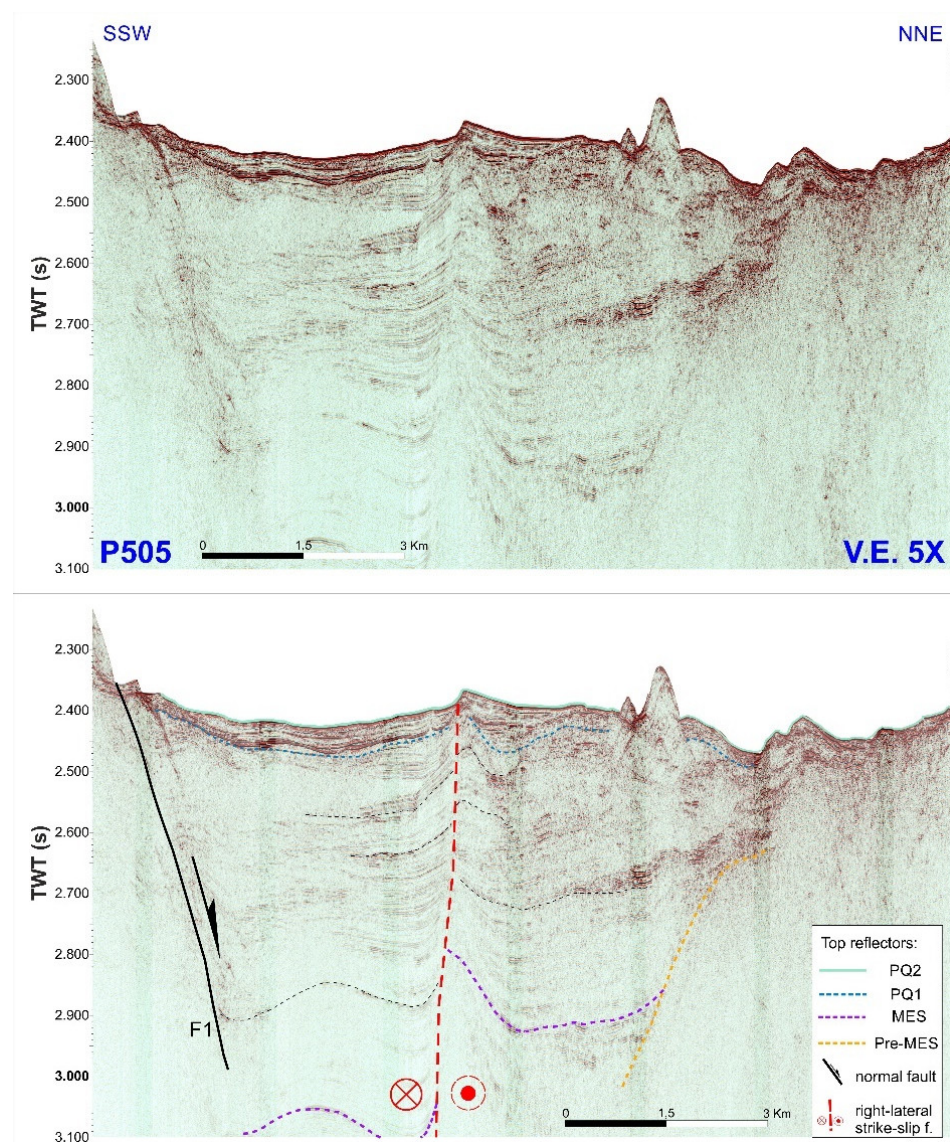 SSW NNE
2.300
2.400
2.500
2.600
2.700
2.800
2.900
3.000
3.100
TWT (s)
0 1.5 3 Km
P505 V.E. 5X
2.300
2.400
2.500
2.600
2.700
2.800
2.900
3.000
3.100
TWT (s)
F1
0 1.5 3 Km
Top reflectors:
PQ2
PQ1
MES
Pre-MES
normal fault
right-lateral
strike-slip f.